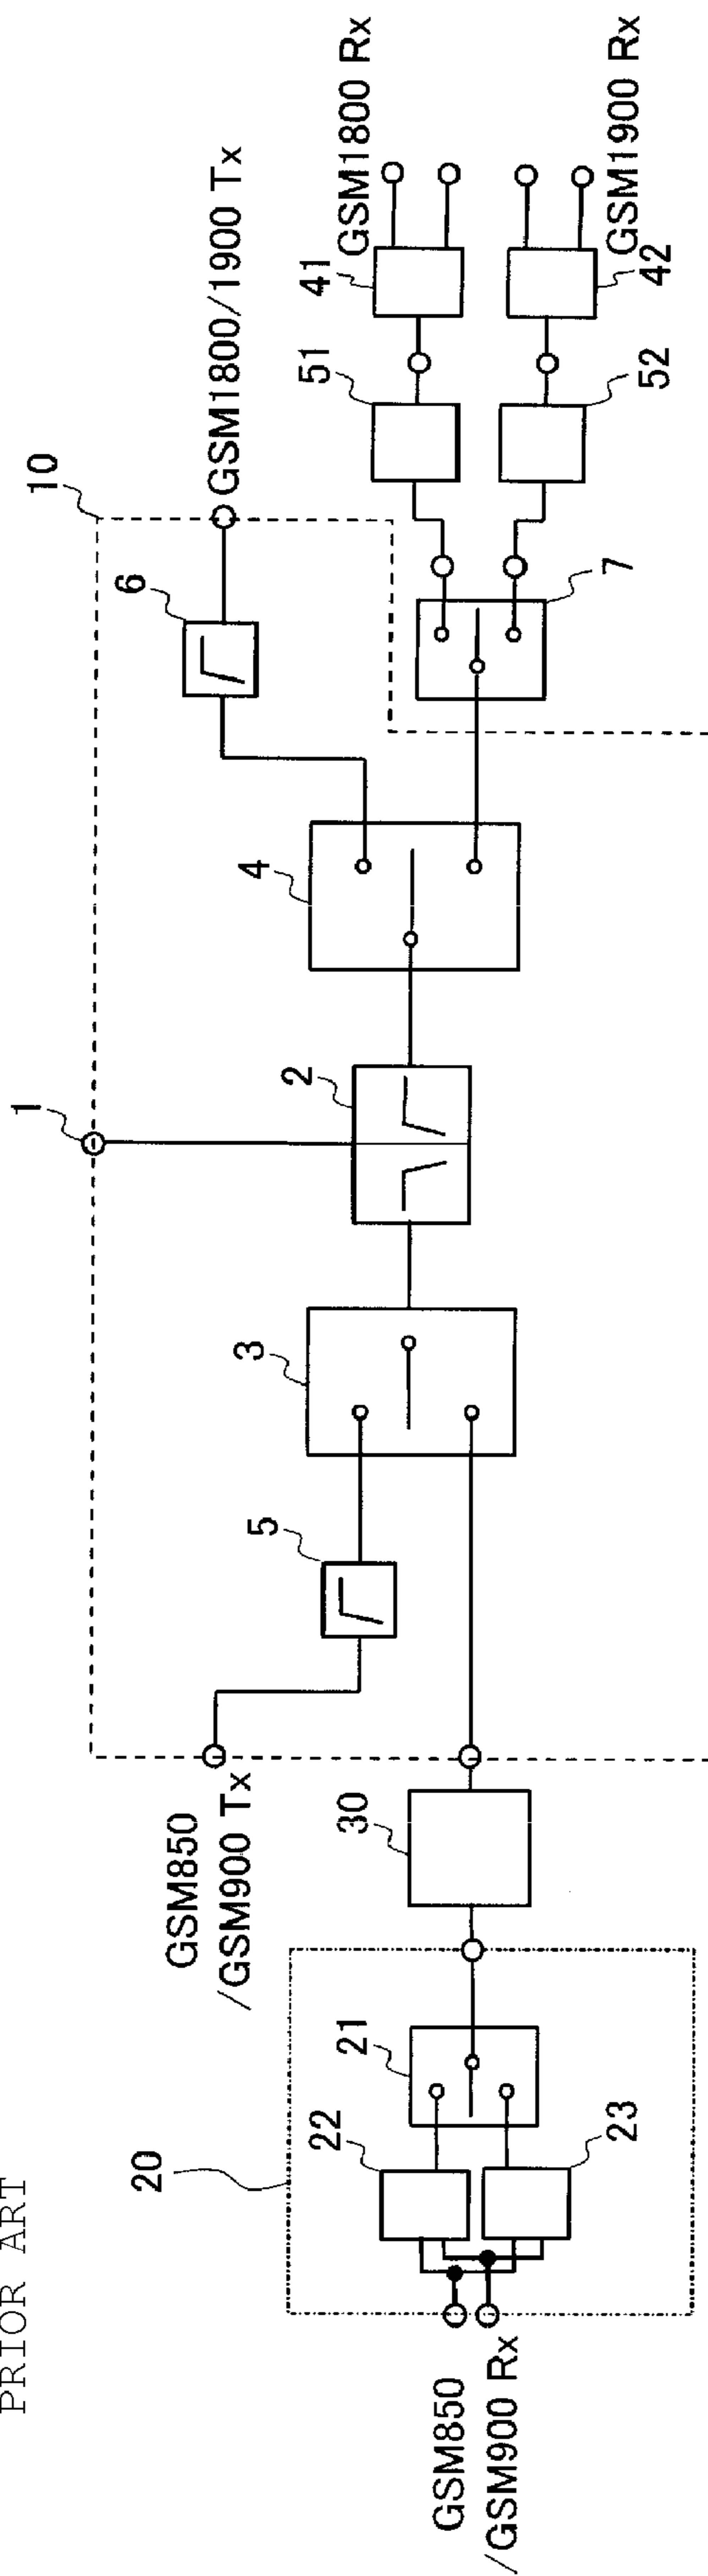 PRIOR ART
1
10
GSM850
/GSM900 Tx
5
3
2
4
6
GSM1800/1900 Tx
20
22
21
23
30
GSM850
/GSM900 Rx
7
51
41
GSM1800 Rx
52
42
GSM1900 Rx